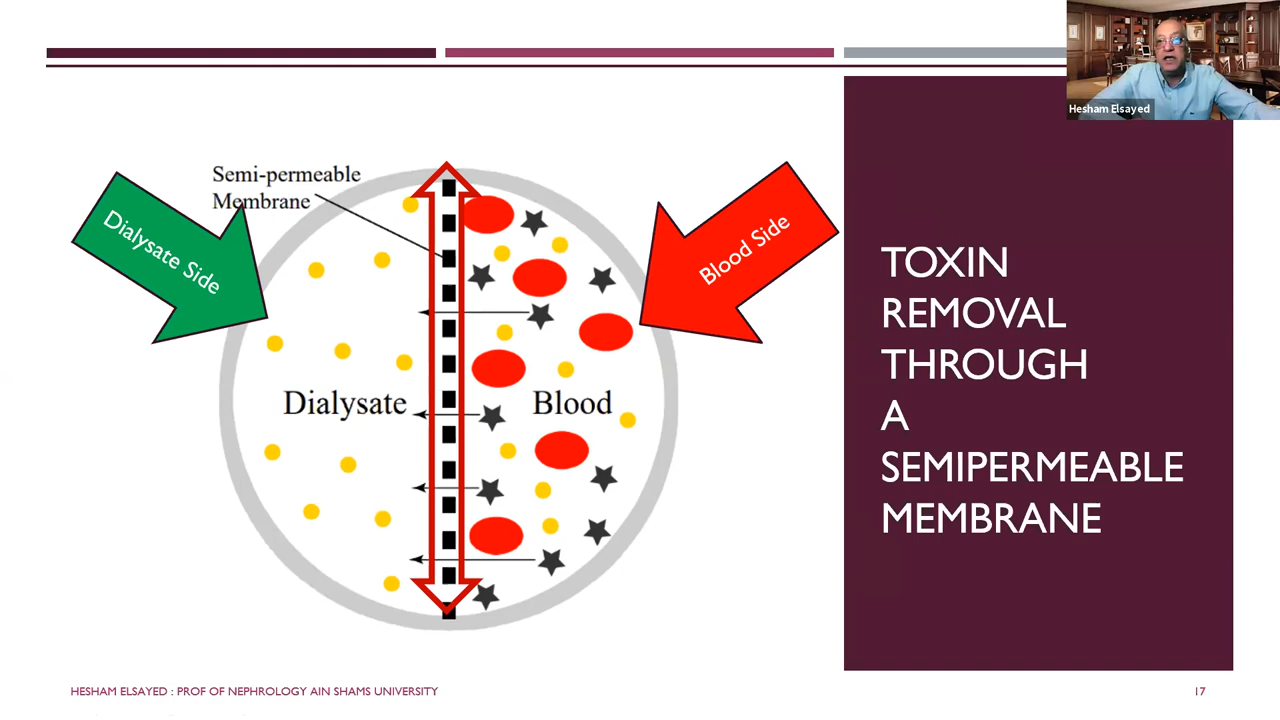 Hesham Elsayed
Semi-permeable
Membrane
Dialysate Side
Blood Side
Dialysate
Blood
TOXIN
REMOVAL
THROUGH
A
SEMIPERMEABLE
MEMBRANE
HESHAM ELSAYED : PROF OF NEPHROLOGY AIN SHAMS UNIVERSITY
17